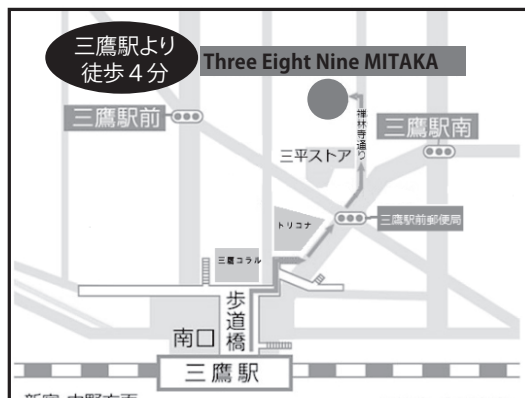 三鷹駅より
徒歩4分
Three Eight Nine MITAKA
三鷹駅前
禅林寺通り
三鷹駅南
三平ストア
トリコナ
三鷹駅前郵便局
三鷹コラル
歩道橋
南口
三鷹駅